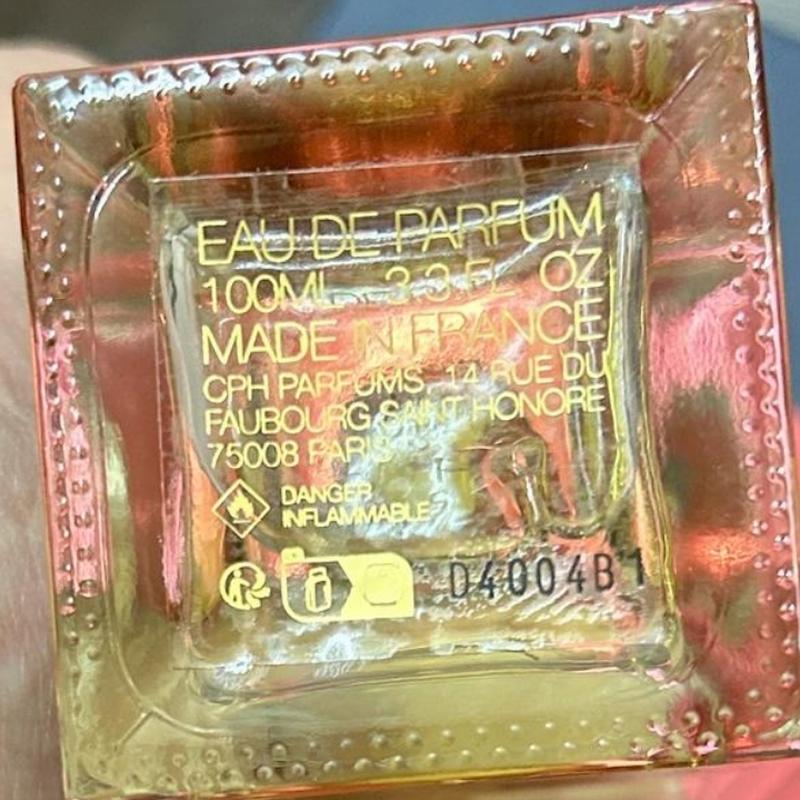 EAU DE PARFUM
100ML 3.3 FL OZ
MADE IN FRANCE
CPH PARFUMS 14 RUE DU
FAUBOURG SAINT HONORE
75008 PARIS
DANGER
INFLAMMABLE
D4004B1